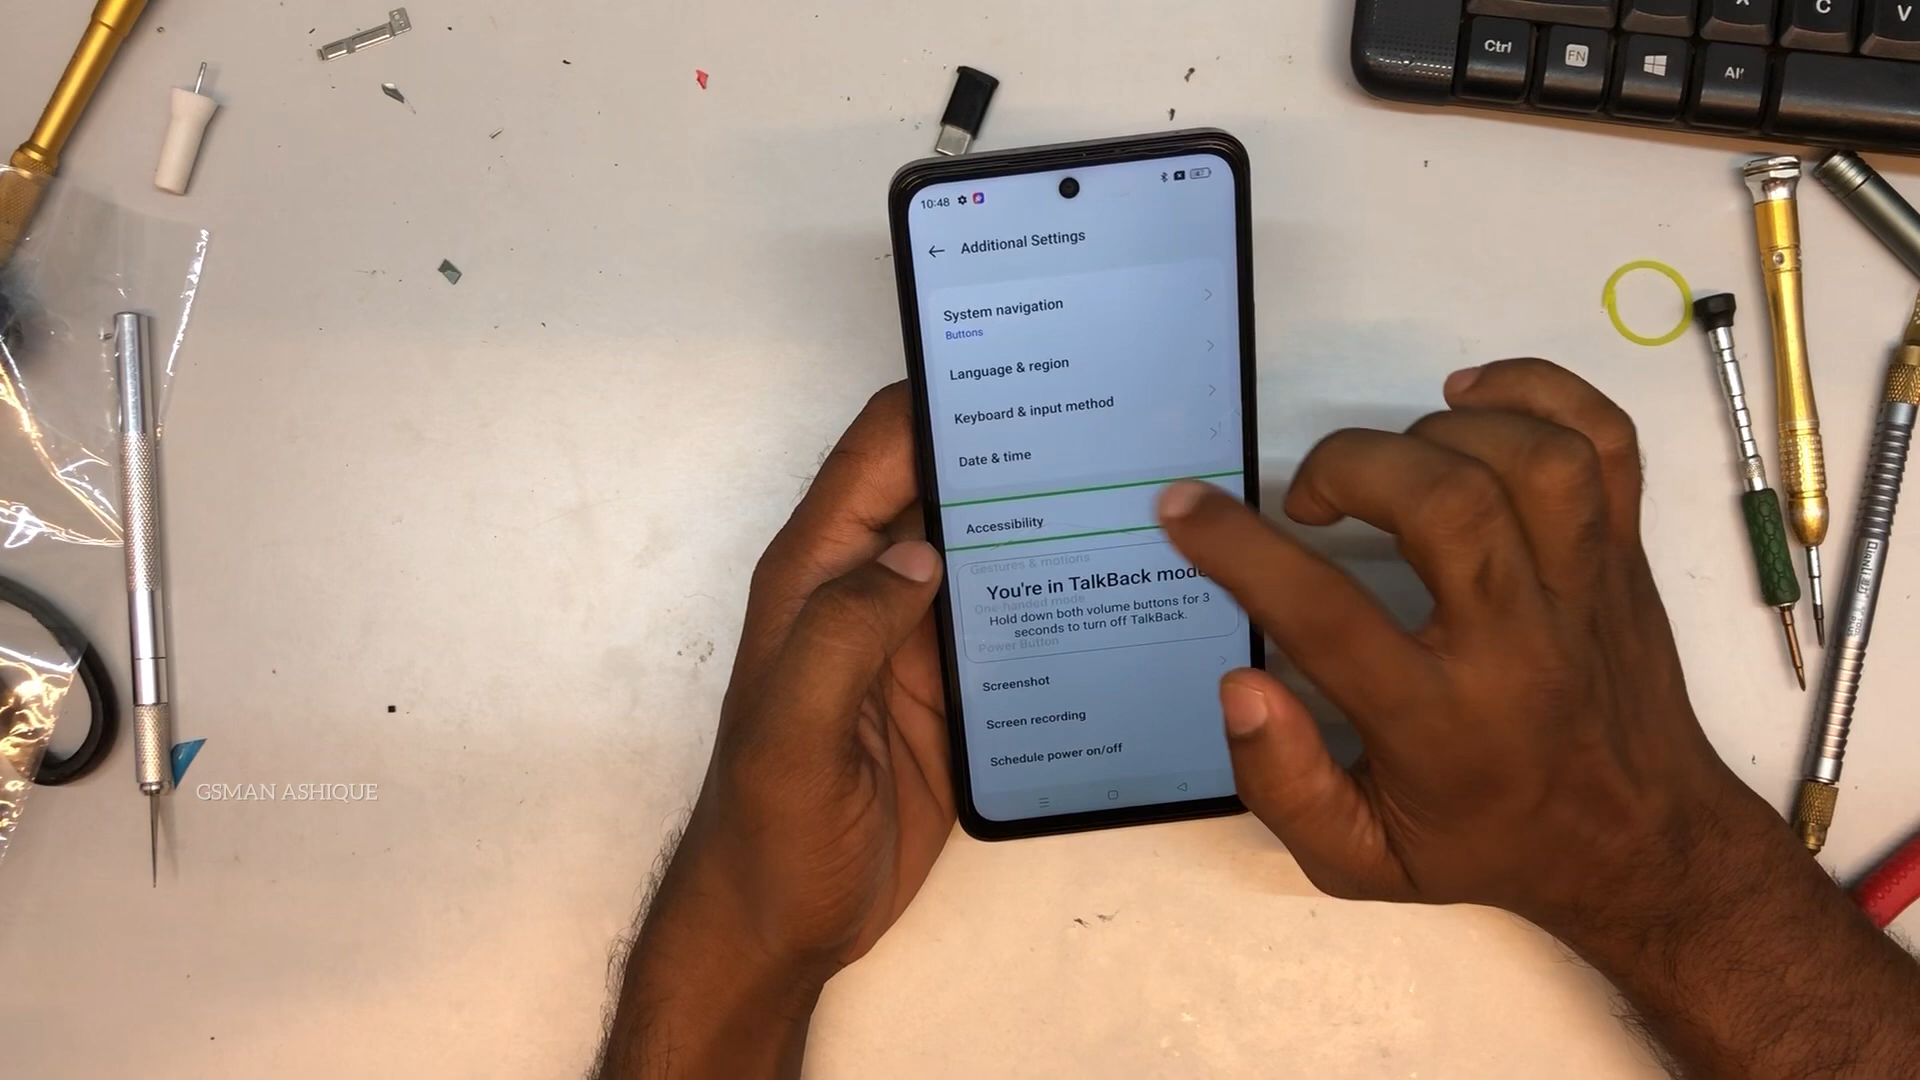 Ctrl
FN
C
V
10:48
Additional Settings
System navigation
Buttons
Language & region
Keyboard & input method
Date & time
Accessibility
Gestures & motions
You're in TalkBack mode
One-handed mode
Hold down both volume buttons for 3
seconds to turn off TalkBack.
Power Button
Screenshot
Screen recording
Schedule power on/off
GSMAN ASHIQUE